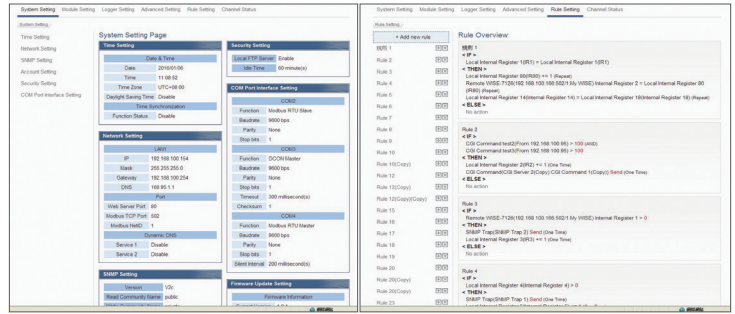 System Setting Module Setting Logger Setting Advanced Setting Rule Setting Channel Status
System Setting
Time Setting
Network Setting
SNMP Setting
Account Setting
Security Setting
COM Port Interface Setting
System Setting Page
Time Setting
Date & Time
Date 2016/01/06
Time 11:08:02
Time Zone UTC+08:00
Daylight Saving Time Disable
Time Synchronization
Function Status Disable
Network Setting
LAN1
IP 192.168.100.154
Mask 255.255.255.0
Gateway 192.168.100.254
DNS 168.95.1.1
Port
Web Server Port 80
Modbus TCP Port 502
Modbus NetID 1
Dynamic DNS
Service 1 Disable
Service 2 Disable
SNMP Setting
Version V2c
Read Community Name public
Security Setting
Local FTP Server Enable
Idle Time 60 minute(s)
COM Port Interface Setting
COM2
Function Modbus RTU Slave
Baudrate 9600 bps
Parity None
Stop bits 1
COM3
Function DCON Master
Baudrate 9600 bps
Parity None
Stop bits 1
Timeout 300 millisecond(s)
Checksum 1
COM4
Function Modbus RTU Master
Baudrate 9600 bps
Parity None
Stop bits 1
Silent Interval 200 millisecond(s)
Firmware Update Setting
Firmware Information
System Setting Module Setting Logger Setting Advanced Setting Rule Setting Channel Status
Rule Setting
+ Add new rule
規則 1
Rule 2
Rule 3
Rule 4
Rule 5
Rule 6
Rule 7
Rule 8
Rule 9
Rule 10
Rule 10(Copy)
Rule 12
Rule 12(Copy)
Rule 12(Copy)(Copy)
Rule 15
Rule 16
Rule 17
Rule 18
Rule 19
Rule 20
Rule 20(Copy)
Rule 20(Copy)
Rule 23
Rule Overview
規則 1
< IF >
Local Internal Register 1(IR1) = Local Internal Register 1(IR1)
< THEN >
Local Internal Register 80(IR80) += 1 (Repeat)
Remote WISE-7126(192.168.100.166:502/1 My WISE) Internal Register 2 = Local Internal Register 80
(IR80) (Repeat)
Local Internal Register 14(Internal Register 14) = Local Internal Register 18(Internal Register 18) (Repeat)
< ELSE >
No action
Rule 2
< IF >
CGI Command test2(From 192.168.100.95) > 100 (AND)
CGI Command test3(From 192.168.100.95) > 100
< THEN >
Local Internal Register 2(IR2) += 1 (One Time)
CGI Command(CGI Server 2(Copy) CGI Command 1(Copy)) Send (One Time)
< ELSE >
No action
Rule 3
< IF >
Remote WISE-7126(192.168.100.166:502/1 My WISE) Internal Register 1 > 0
< THEN >
SNMP Trap(SNMP Trap 2) Send (One Time)
Local Internal Register 3(IR3) += 1 (One Time)
< ELSE >
No action
Rule 4
< IF >
Local Internal Register 4(Internal Register 4) = 0
< THEN >
SNMP Trap(SNMP Trap 1) Send (One Time)